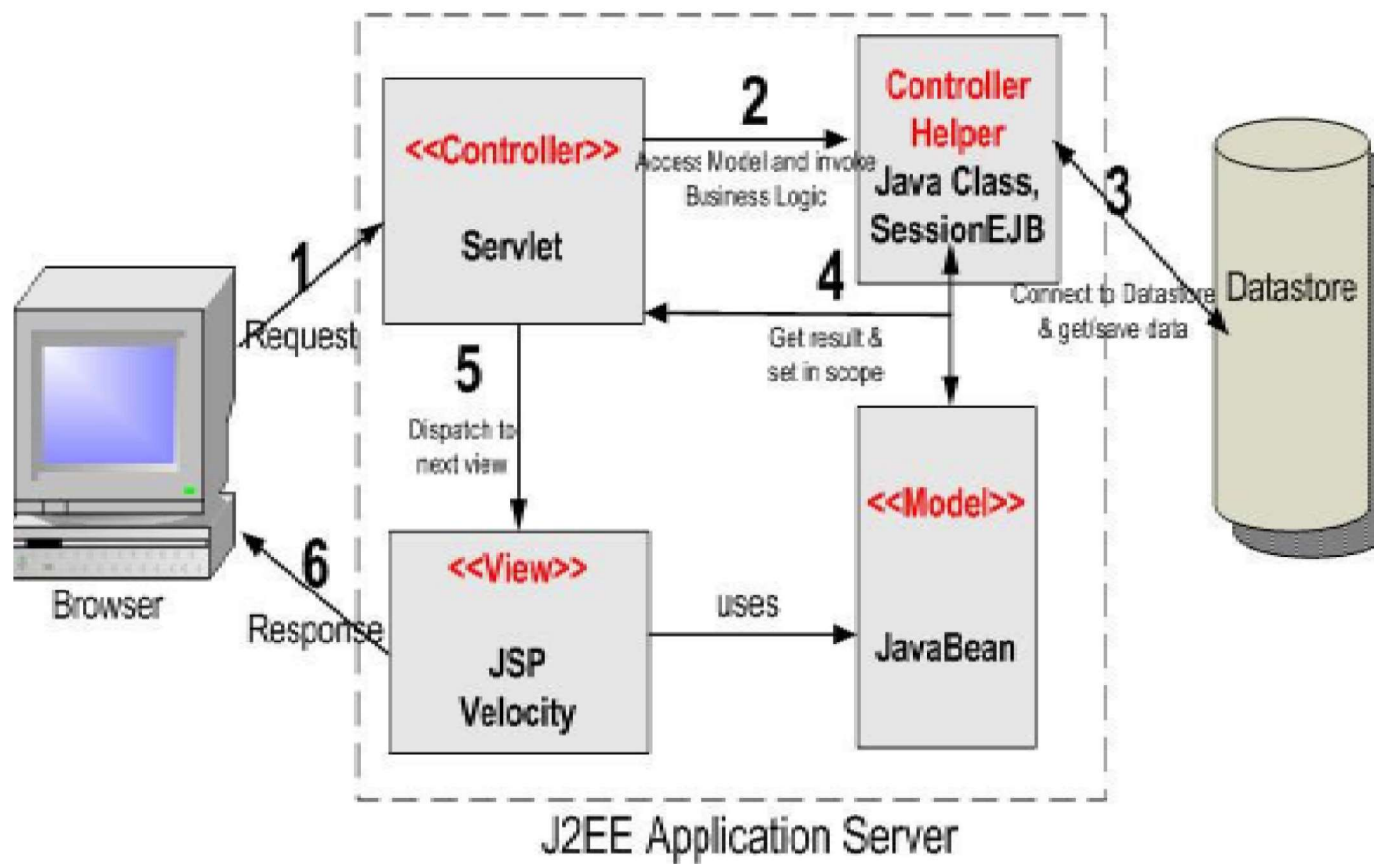 <<Controller>>
Servlet
2
Access Model and invoke
Business Logic
Controller
Helper
Java Class,
SessionEJB
3
Connect to Datastore
& get/save data
Datastore
1
Request
4
Get result &
set in scope
5
Dispatch to
next view
<<Model>>
JavaBean
<<View>>
JSP
Velocity
uses
6
Response
Browser
J2EE Application Server